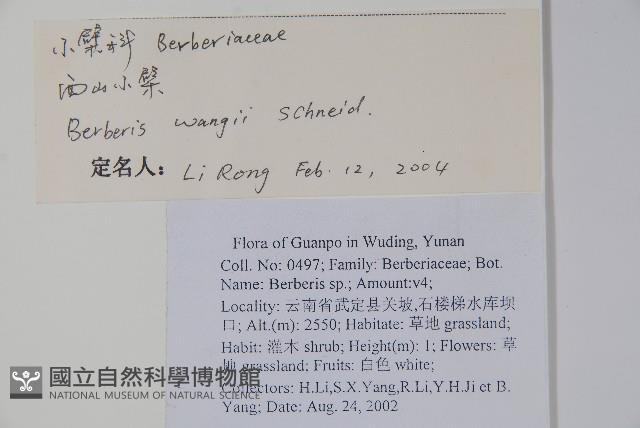 小檗科 Berberiaceae
西山小檗
Berberis wangii Schneid.
定名人: Li Rong Feb. 12, 2004
Flora of Guanpo in Wuding, Yunan
Coll. No: 0497; Family: Berberiaceae; Bot.
Name: Berberis sp.; Amount:v4;
Locality: 云南省武定县关坡,石楼梯水库坝
口; Alt.(m): 2550; Habitate: 草地 grassland;
Habit: 灌木 shrub; Height(m): 1; Flowers: 草
地 grassland; Fruits: 白色 white;
Collectors: H.Li,S.X.Yang,R.Li,Y.H.Ji et B.
Yang; Date: Aug. 24, 2002
國立自然科學博物館
NATIONAL MUSEUM OF NATURAL SCIENCE